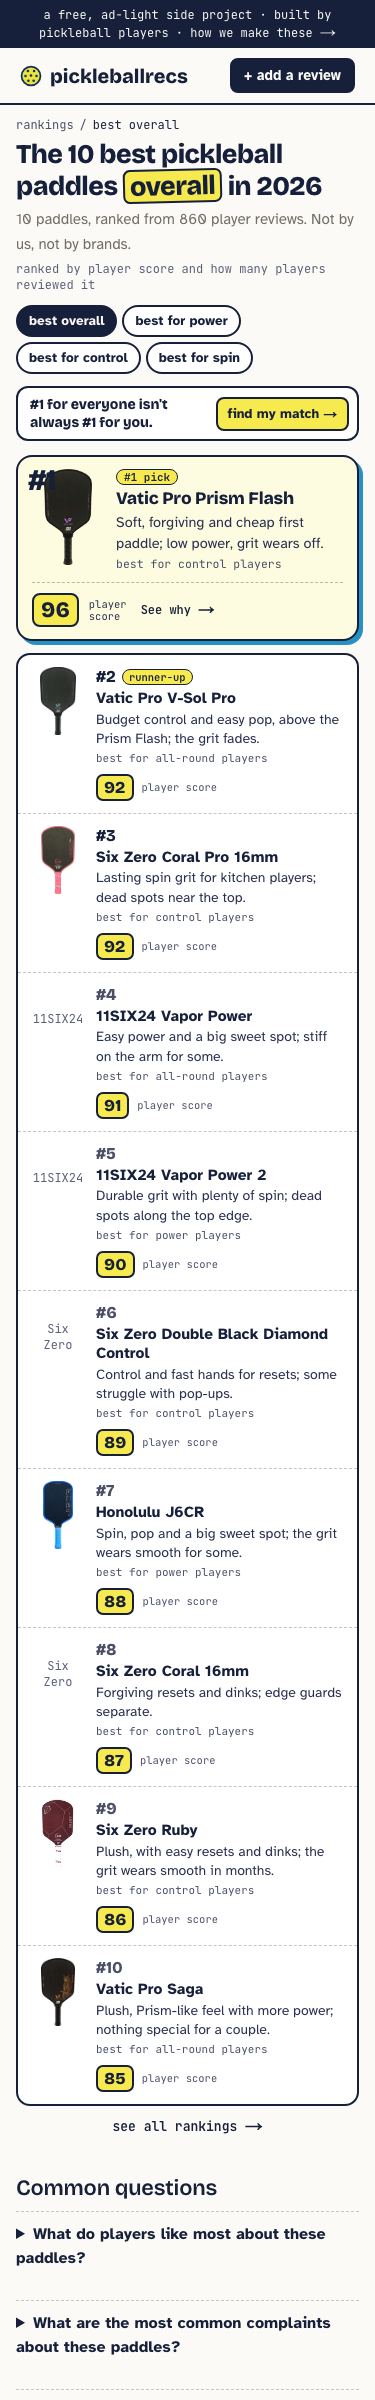 a free, ad-light side project · built by
pickleball players · how we make these →
pickleballrecs
+ add a review
rankings / best overall
The 10 best pickleball
paddles overall in 2026
10 paddles, ranked from 860 player reviews. Not by
us, not by brands.
ranked by player score and how many players
reviewed it
best overall
best for power
best for control
best for spin
#1 for everyone isn't
always #1 for you.
find my match →
#1
#1 pick
Vatic Pro Prism Flash
Soft, forgiving and cheap first
paddle; low power, grit wears off.
best for control players
96
player
score
See why →
#2 runner-up
Vatic Pro V-Sol Pro
Budget control and easy pop, above the
Prism Flash; the grit fades.
best for all-round players
92 player score
#3
Six Zero Coral Pro 16mm
Lasting spin grit for kitchen players;
dead spots near the top.
best for control players
92 player score
11SIX24
#4
11SIX24 Vapor Power
Easy power and a big sweet spot; stiff
on the arm for some.
best for all-round players
91 player score
11SIX24
#5
11SIX24 Vapor Power 2
Durable grit with plenty of spin; dead
spots along the top edge.
best for power players
90 player score
Six
Zero
#6
Six Zero Double Black Diamond
Control
Control and fast hands for resets; some
struggle with pop-ups.
best for control players
89 player score
#7
Honolulu J6CR
Spin, pop and a big sweet spot; the grit
wears smooth for some.
best for power players
88 player score
Six
Zero
#8
Six Zero Coral 16mm
Forgiving resets and dinks; edge guards
separate.
best for control players
87 player score
#9
Six Zero Ruby
Plush, with easy resets and dinks; the
grit wears smooth in months.
best for control players
86 player score
#10
Vatic Pro Saga
Plush, Prism-like feel with more power;
nothing special for a couple.
best for all-round players
85 player score
see all rankings →
Common questions
▶ What do players like most about these
paddles?
▶ What are the most common complaints
about these paddles?